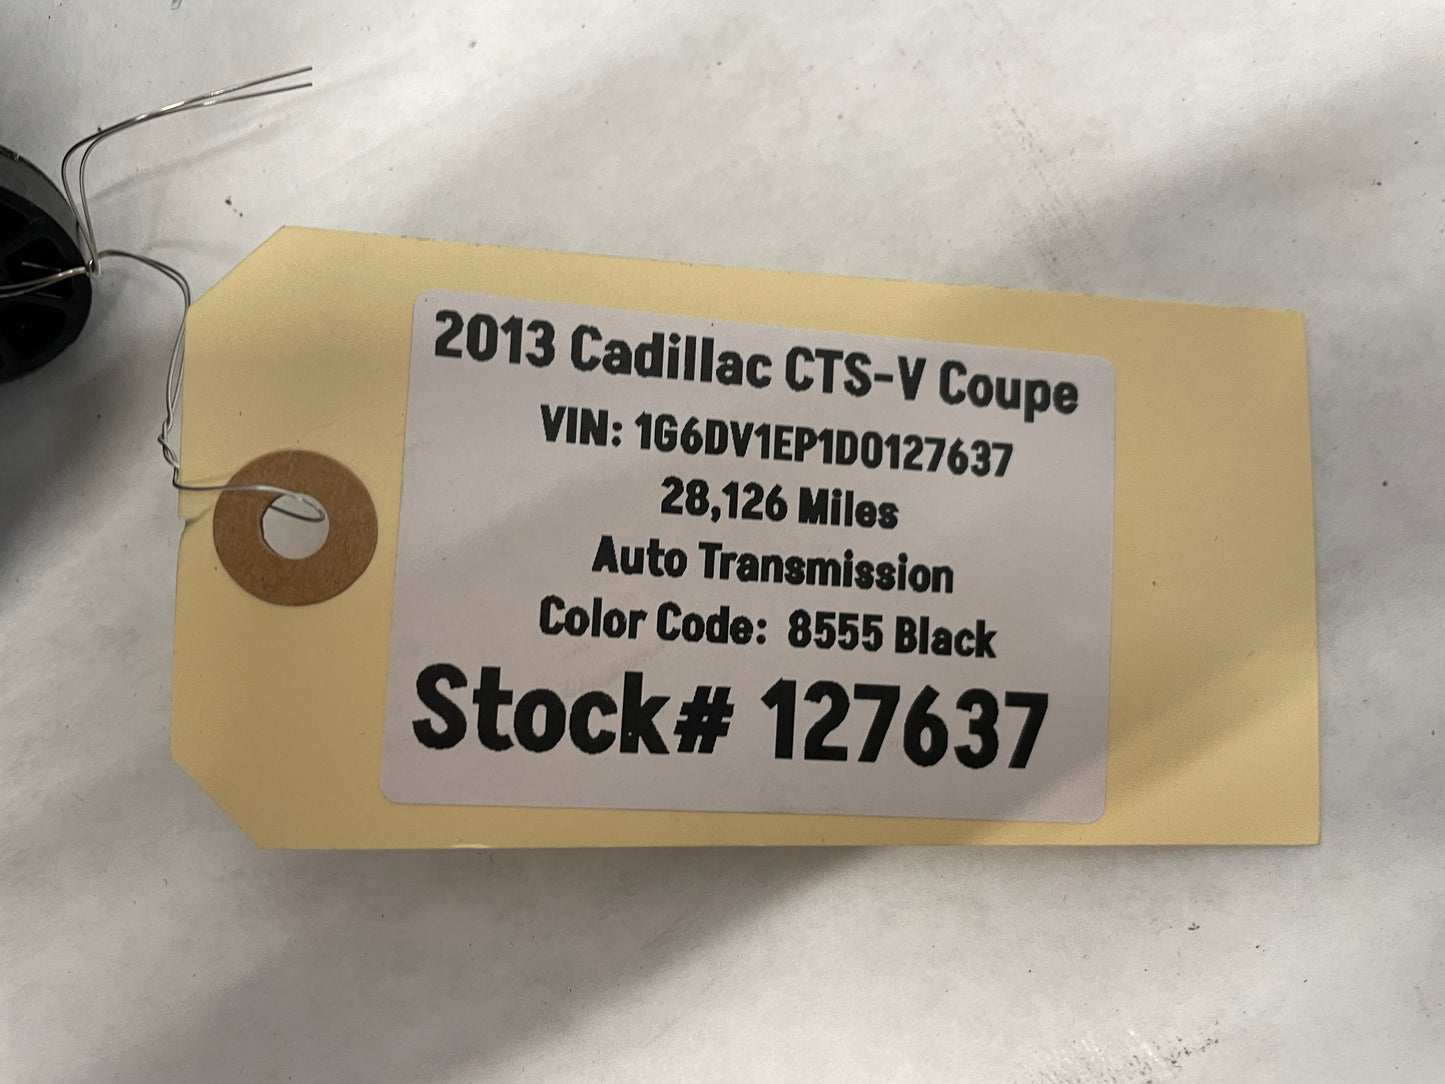 2013 Cadillac CTS-V Coupe
VIN: 1G6DV1EP1D0127637
28,126 Miles
Auto Transmission
Color Code: 8555 Black
Stock# 127637